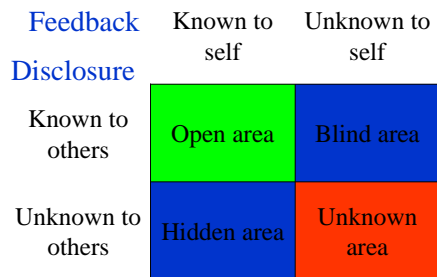 Feedback
Disclosure
Known to
self
Unknown to
self
Known to
others
Open area
Blind area
Unknown to
others
Hidden area
Unknown
area